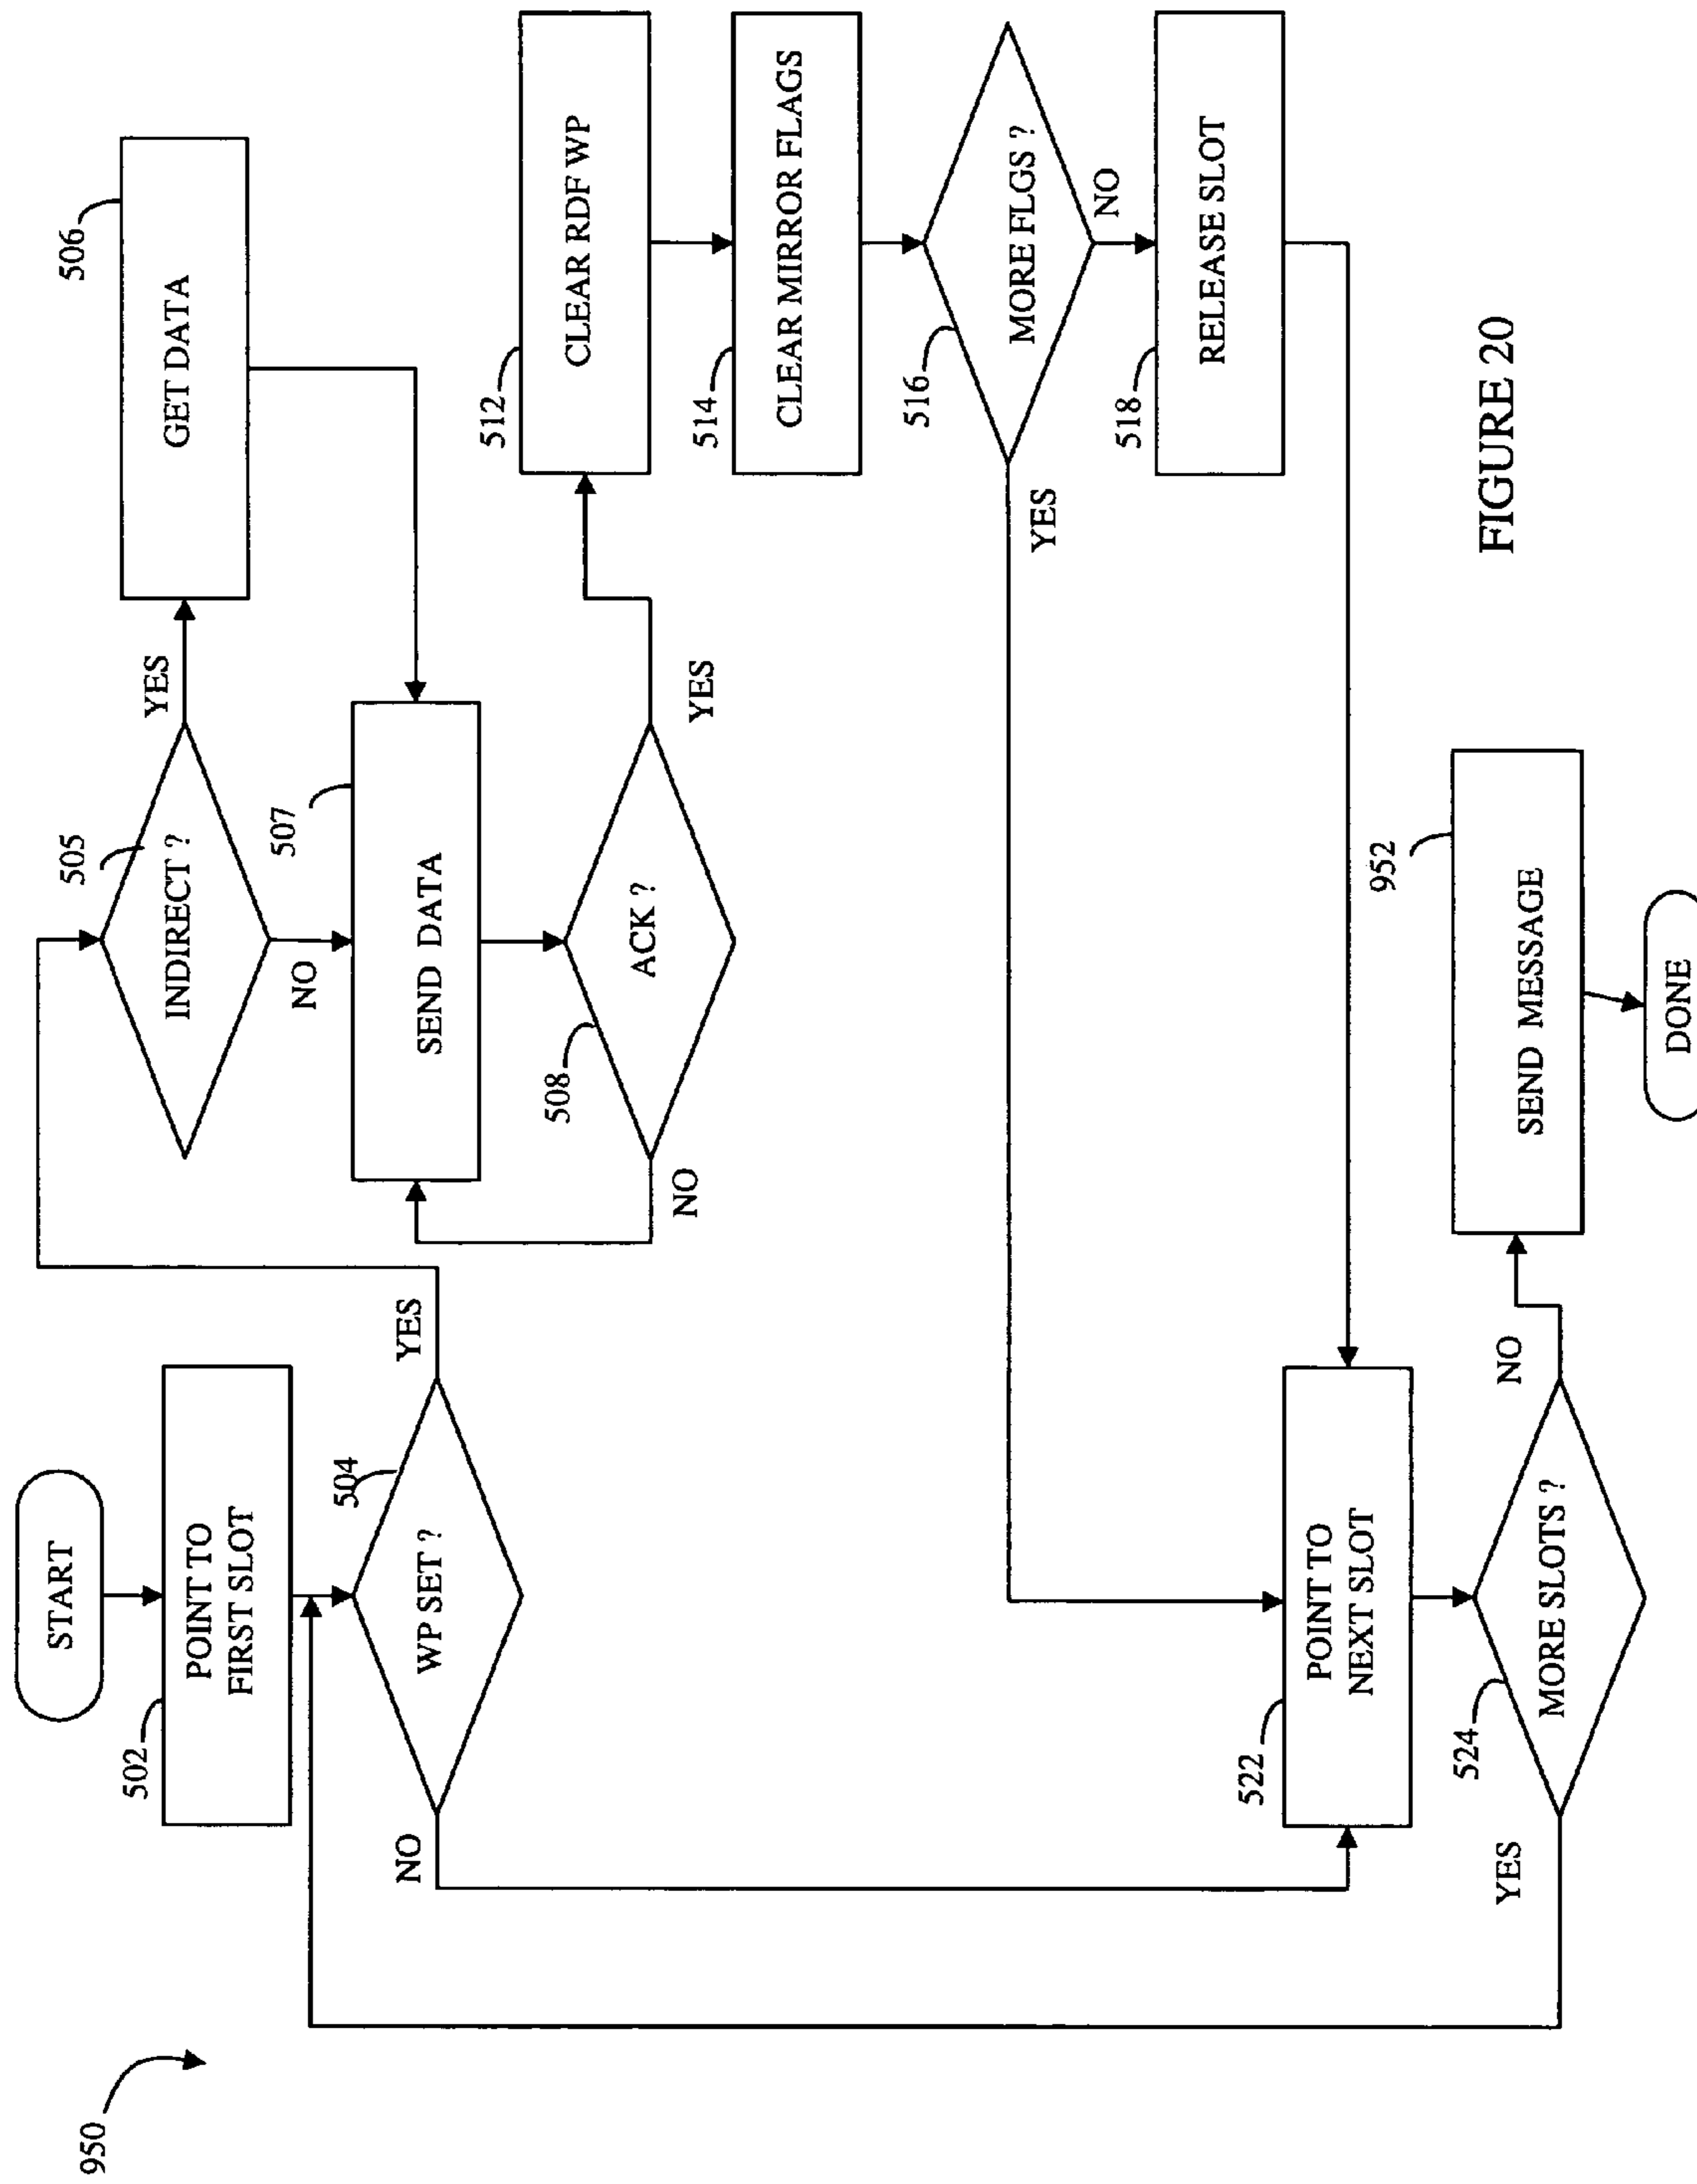 950
START
502
POINT TO
FIRST SLOT
504
WP SET ?
YES
NO
505
INDIRECT ?
YES
NO
506
GET DATA
507
SEND DATA
508
ACK ?
YES
NO
512
CLEAR RDF WP
514
CLEAR MIRROR FLAGS
516
MORE FLGS ?
YES
NO
518
RELEASE SLOT
522
POINT TO
NEXT SLOT
524
MORE SLOTS ?
YES
NO
952
SEND MESSAGE
DONE
FIGURE 20